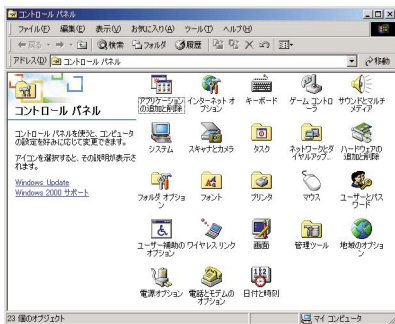 コントロール パネル
ファイル(F) 編集(E) 表示(V) お気に入り(A) ツール(T) ヘルプ(H)
戻る 検索 フォルダ 履歴
アドレス(D) コントロール パネル 移動
コントロール パネル
コントロール パネルを使うと、コンピュータ
の設定を好みに応じて変更できます。
アイコンを選択すると、その説明が表示さ
れます。
Windows Update
Windows 2000 サポート
アプリケーション
の追加と削除
インターネット オ
プション
キーボード
ゲーム コントロ
ーラ
サウンドとマルチ
メディア
システム
スキャナとカメラ
タスク
ネットワークとダ
イヤルアップ...
ハードウェアの
追加と削除
フォルダ オプショ
ン
フォント
プリンタ
マウス
ユーザーとパス
ワード
ユーザー補助の
オプション
ワイヤレス リンク
画面
管理ツール
地域のオプショ
ン
電源オプション
電話とモデムの
オプション
日付と時刻
23 個のオブジェクト
マイ コンピュータ